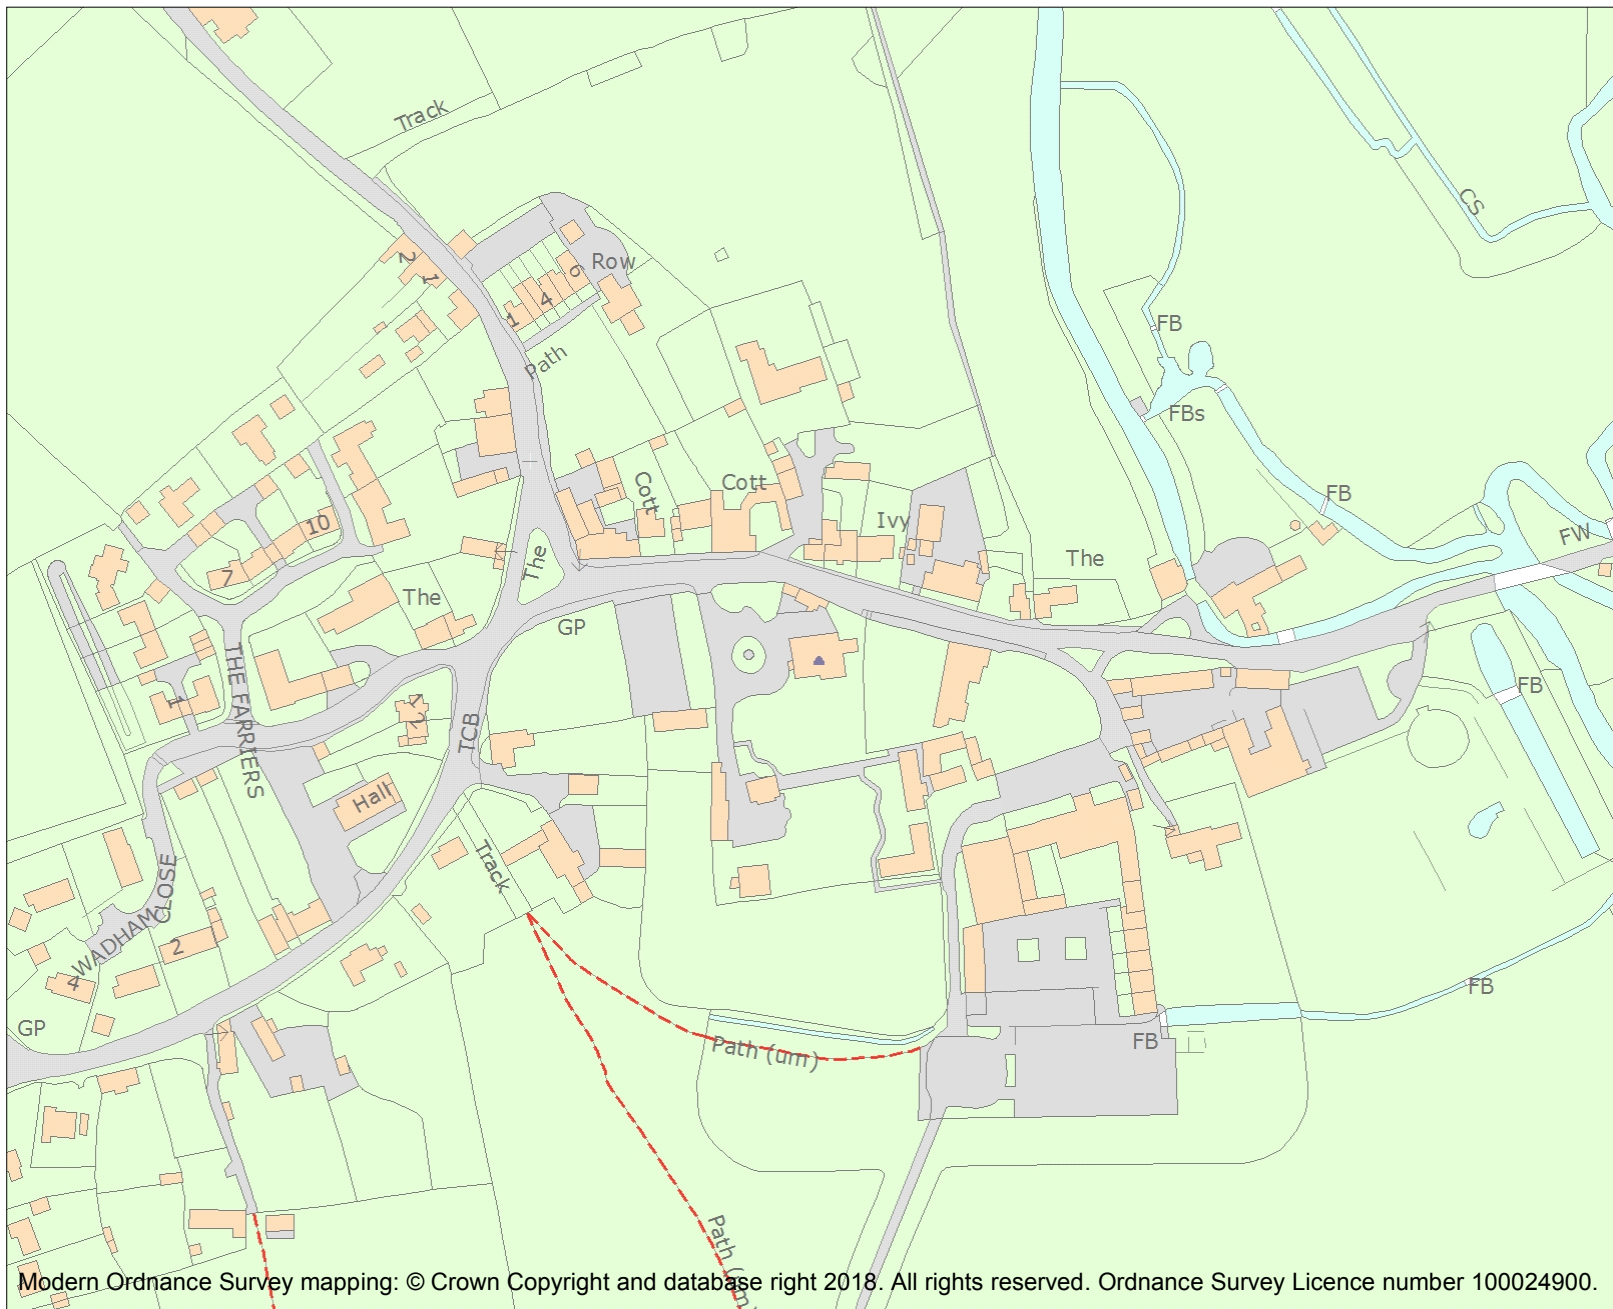 Track
CS
2
1
Row
6
4
1
Path
FB
FBs
Cott
Cott
FB
Ivy
10
FW
The
The
7
The
GP
THE FARRIERS
1
1
2
TCB
FB
Hall
Track
WADHAM CLOSE
2
4
GP
FB
FB
Path (um)
Path (um)
Modern Ordnance Survey mapping: © Crown Copyright and database right 2018. All rights reserved. Ordnance Survey Licence number 100024900.